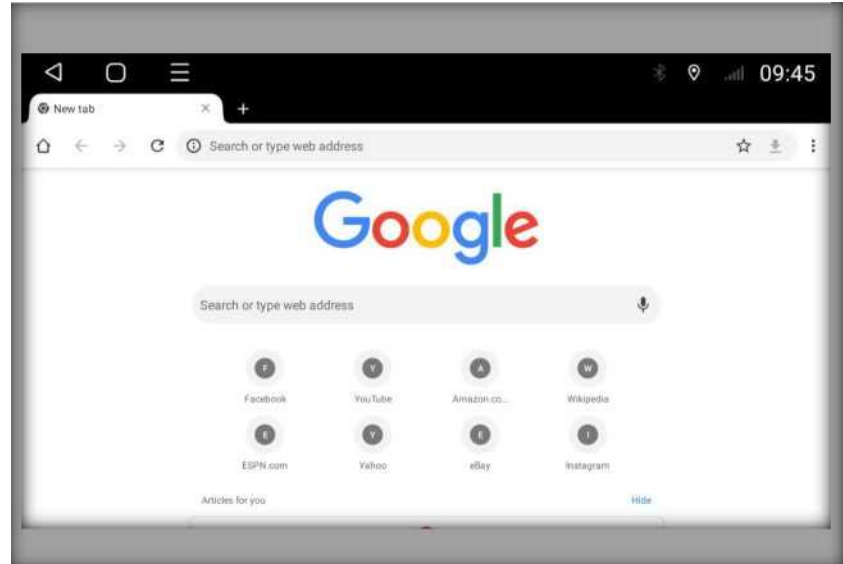 09:45
New tab
Search or type web address
Google
Search or type web address
F Y A W
Facebook YouTube Amazon.co... Wikipedia
E Y E I
ESPN.com Yahoo eBay Instagram
Articles for you Hide